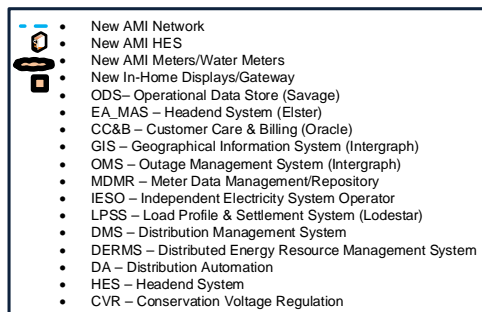 • New AMI Network
• New AMI HES
• New AMI Meters/Water Meters
• New In-Home Displays/Gateway
• ODS– Operational Data Store (Savage)
• EA_MAS – Headend System (Elster)
• CC&B – Customer Care & Billing (Oracle)
• GIS – Geographical Information System (Intergraph)
• OMS – Outage Management System (Intergraph)
• MDMR – Meter Data Management/Repository
• IESO – Independent Electricity System Operator
• LPSS – Load Profile & Settlement System (Lodestar)
• DMS – Distribution Management System
• DERMS – Distributed Energy Resource Management System
• DA – Distribution Automation
• HES – Headend System
• CVR – Conservation Voltage Regulation